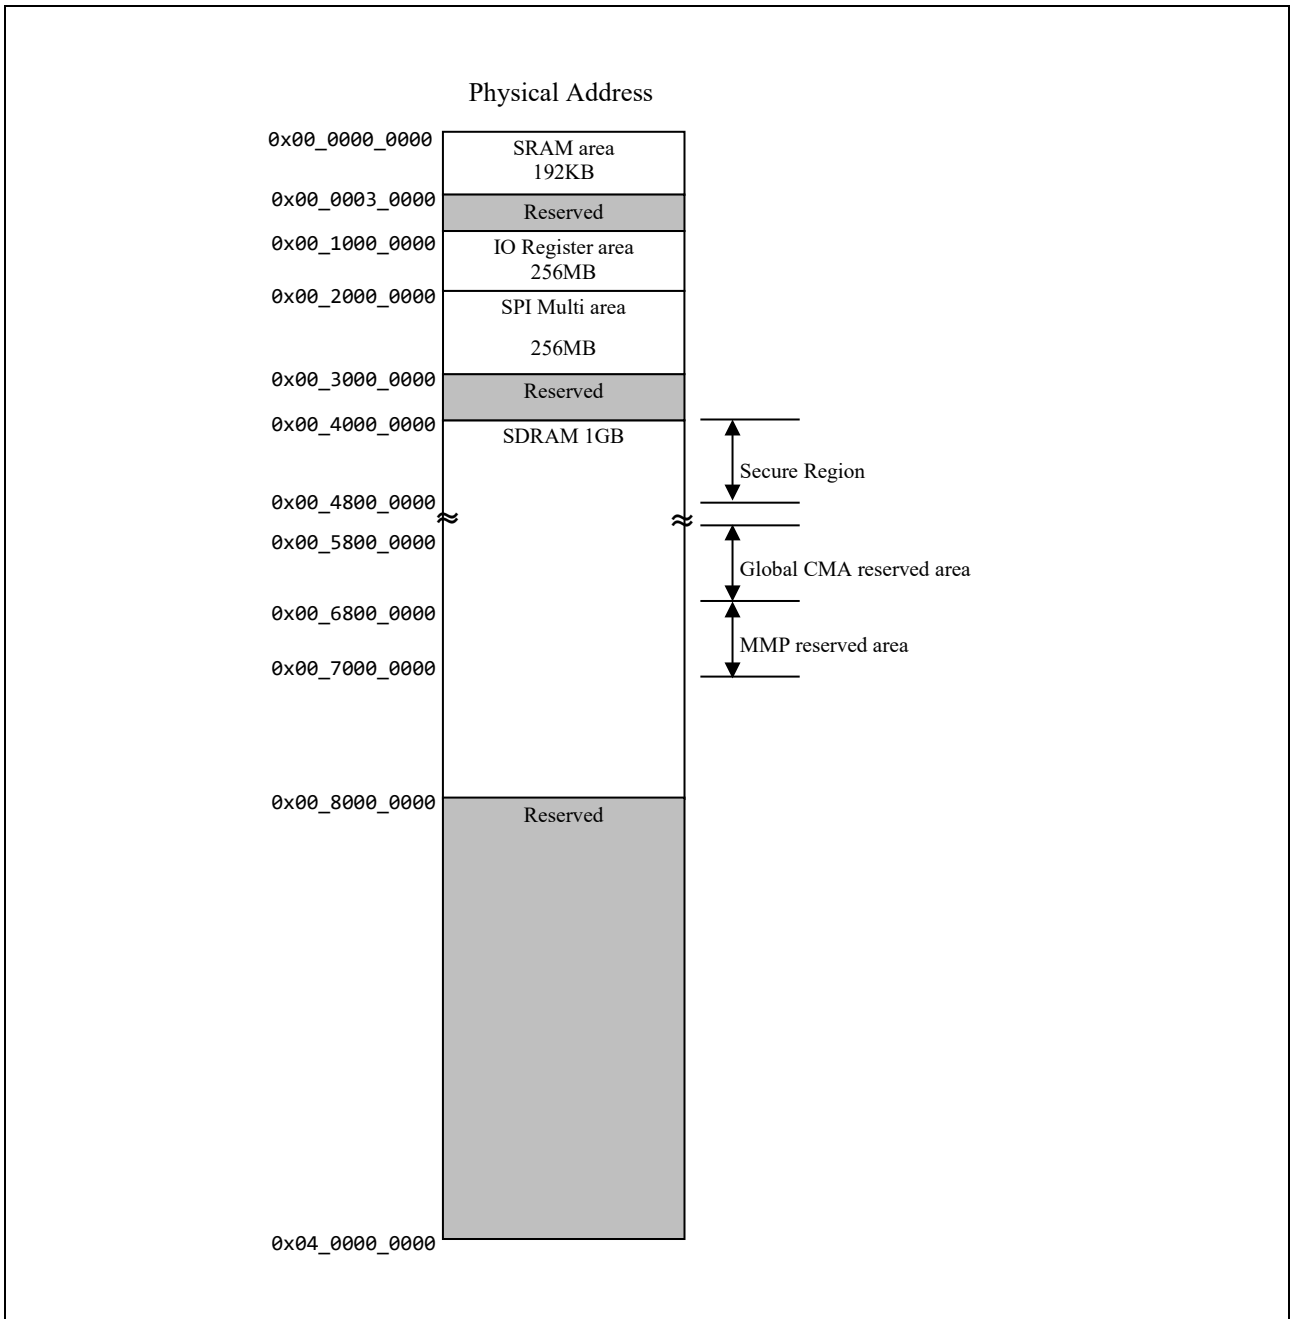 Physical Address
0x00_0000_0000
SRAM area
192KB
0x00_0003_0000
Reserved
0x00_1000_0000
IO Register area
256MB
0x00_2000_0000
SPI Multi area
256MB
0x00_3000_0000
Reserved
0x00_4000_0000
SDRAM 1GB
Secure Region
0x00_4800_0000
0x00_5800_0000
Global CMA reserved area
0x00_6800_0000
MMP reserved area
0x00_7000_0000
0x00_8000_0000
Reserved
0x04_0000_0000